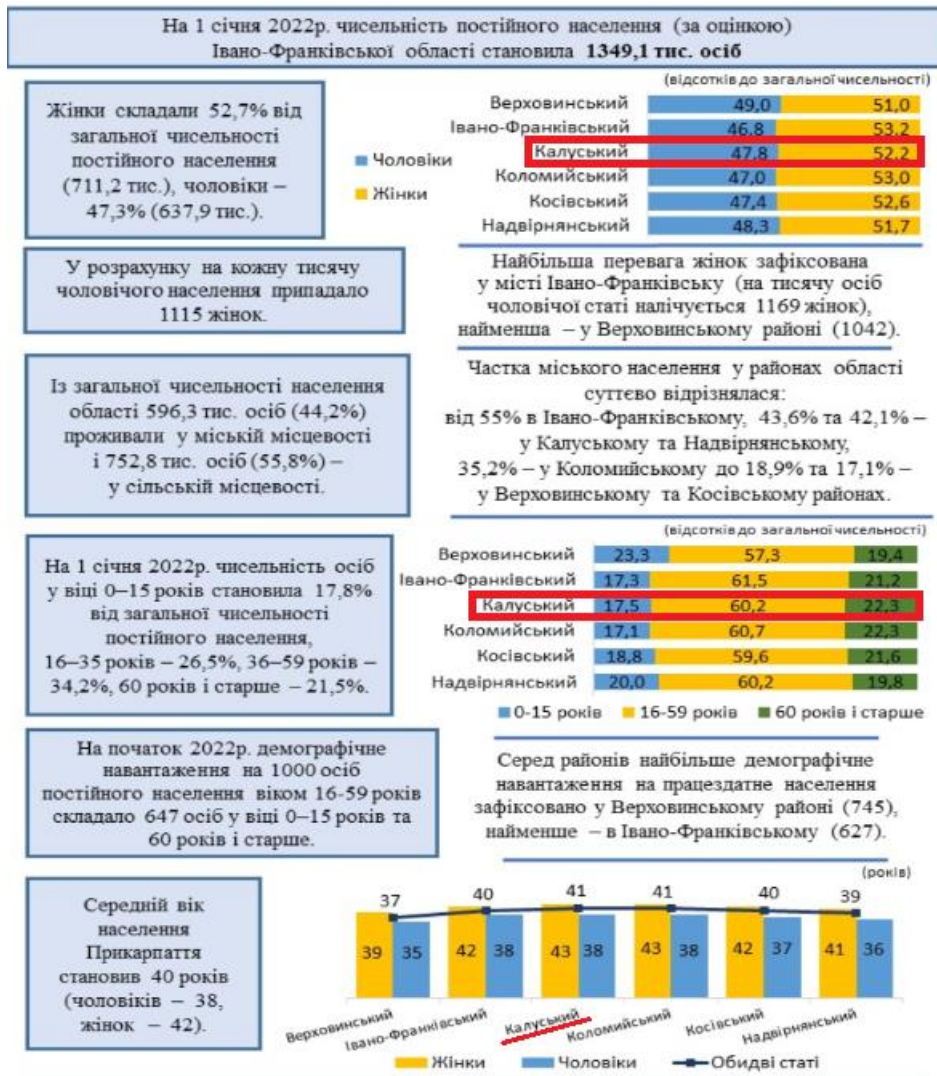 На 1 січня 2022р. чисельність постійного населення (за оцінкою)
Івано-Франківської області становила 1349,1 тис. осіб
Жінки складали 52,7% від
загальної чисельності
постійного населення
(711,2 тис.), чоловіки –
47,3% (637,9 тис.).
(відсотків до загальної чисельності)
Чоловіки
Жінки
Верховинський 49,0 51,0
Івано-Франківський 46,8 53,2
Калуський 47,8 52,2
Коломийський 47,0 53,0
Косівський 47,4 52,6
Надвірнянський 48,3 51,7
У розрахунку на кожну тисячу
чоловічого населення припадало
1115 жінок.
Найбільша перевага жінок зафіксована
у місті Івано-Франківську (на тисячу осіб
чоловічої статі налічується 1169 жінок),
найменша – у Верховинському районі (1042).
Із загальної чисельності населення
області 596,3 тис. осіб (44,2%)
проживали у міській місцевості
і 752,8 тис. осіб (55,8%) –
у сільській місцевості.
Частка міського населення у районах області
суттєво відрізнялася:
від 55% в Івано-Франківському, 43,6% та 42,1% –
у Калуському та Надвірнянському,
35,2% – у Коломийському до 18,9% та 17,1% –
у Верховинському та Косівському районах.
На 1 січня 2022р. чисельність осіб
у віці 0–15 років становила 17,8%
від загальної чисельності
постійного населення,
16–35 років – 26,5%, 36–59 років –
34,2%, 60 років і старше – 21,5%.
(відсотків до загальної чисельності)
Верховинський 23,3 57,3 19,4
Івано-Франківський 17,3 61,5 21,2
Калуський 17,5 60,2 22,3
Коломийський 17,1 60,7 22,3
Косівський 18,8 59,6 21,6
Надвірнянський 20,0 60,2 19,8
0-15 років 16-59 років 60 років і старше
На початок 2022р. демографічне
навантаження на 1000 осіб
постійного населення віком 16-59 років
складало 647 осіб у віці 0–15 років та
60 років і старше.
Серед районів найбільше демографічне
навантаження на працездатне населення
зафіксовано у Верховинському районі (745),
найменше – в Івано-Франківському (627).
Середній вік
населення
Прикарпаття
становив 40 років
(чоловіків – 38,
жінок – 42).
(років)
37 40 41 41 40 39
39 35 42 38 43 38 43 38 42 37 41 36
Верховинський Івано-Франківський Калуський Коломийський Косівський Надвірнянський
Жінки Чоловіки Обидві статі